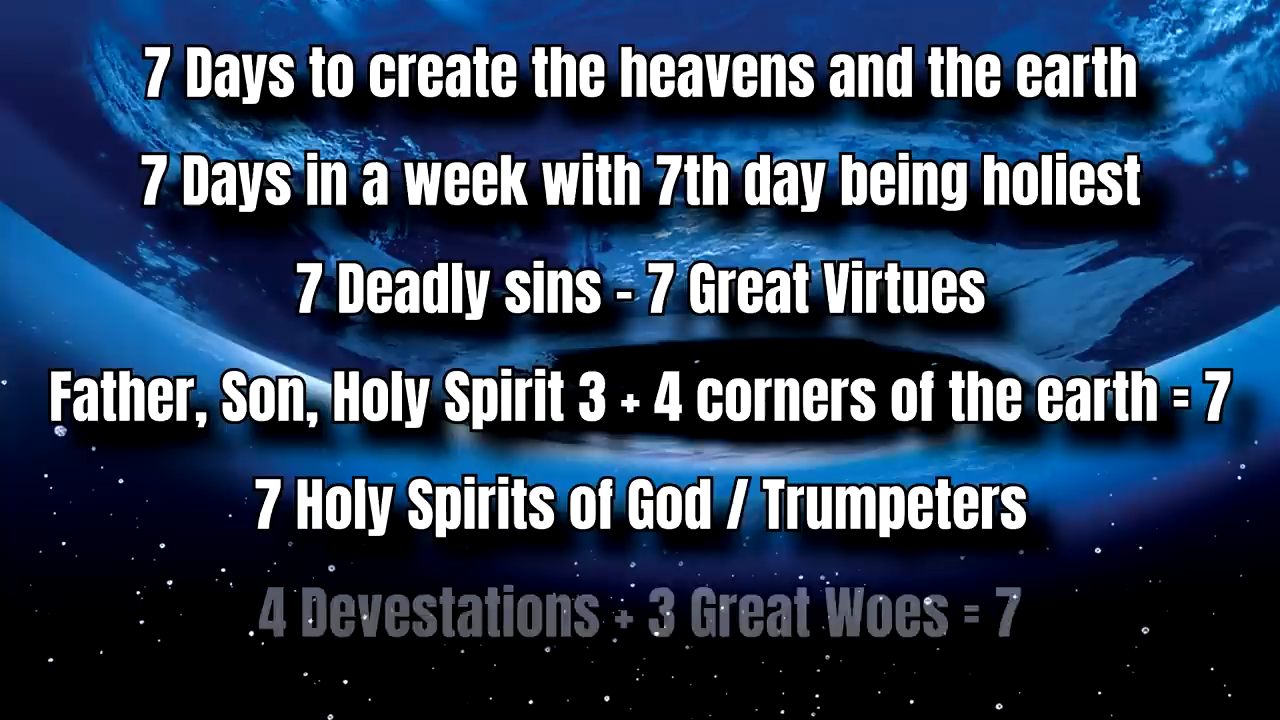 7 Days to create the heavens and the earth
7 Days in a week with 7th day being holiest
7 Deadly sins - 7 Great Virtues
Father, Son, Holy Spirit 3 + 4 corners of the earth = 7
7 Holy Spirits of God / Trumpeters
4 Devestations + 3 Great Woes = 7